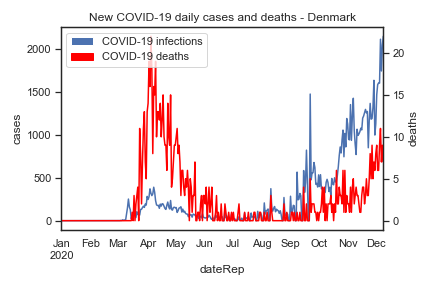 New COVID-19 daily cases and deaths - Denmark
COVID-19 infections
COVID-19 deaths
2000
1500
1000
500
0
cases
20
15
10
5
0
deaths
Jan Feb Mar Apr May Jun Jul Aug Sep Oct Nov Dec
2020
dateRep